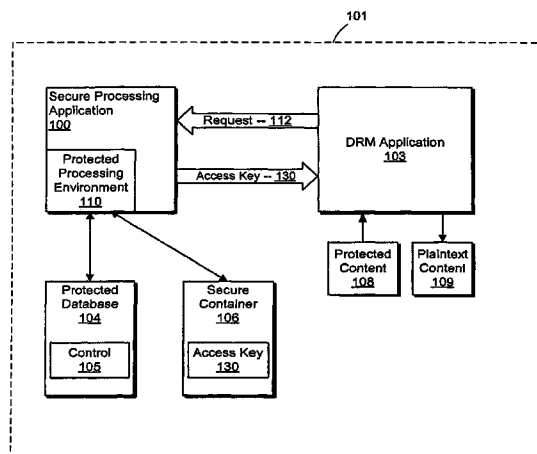 101
Secure Processing
Application
100
Protected
Processing
Environment
110
Request -- 112
Access Key -- 130
DRM Application
103
Protected
Content
108
Plaintext
Content
109
Protected
Database
104
Control
105
Secure
Container
106
Access Key
130